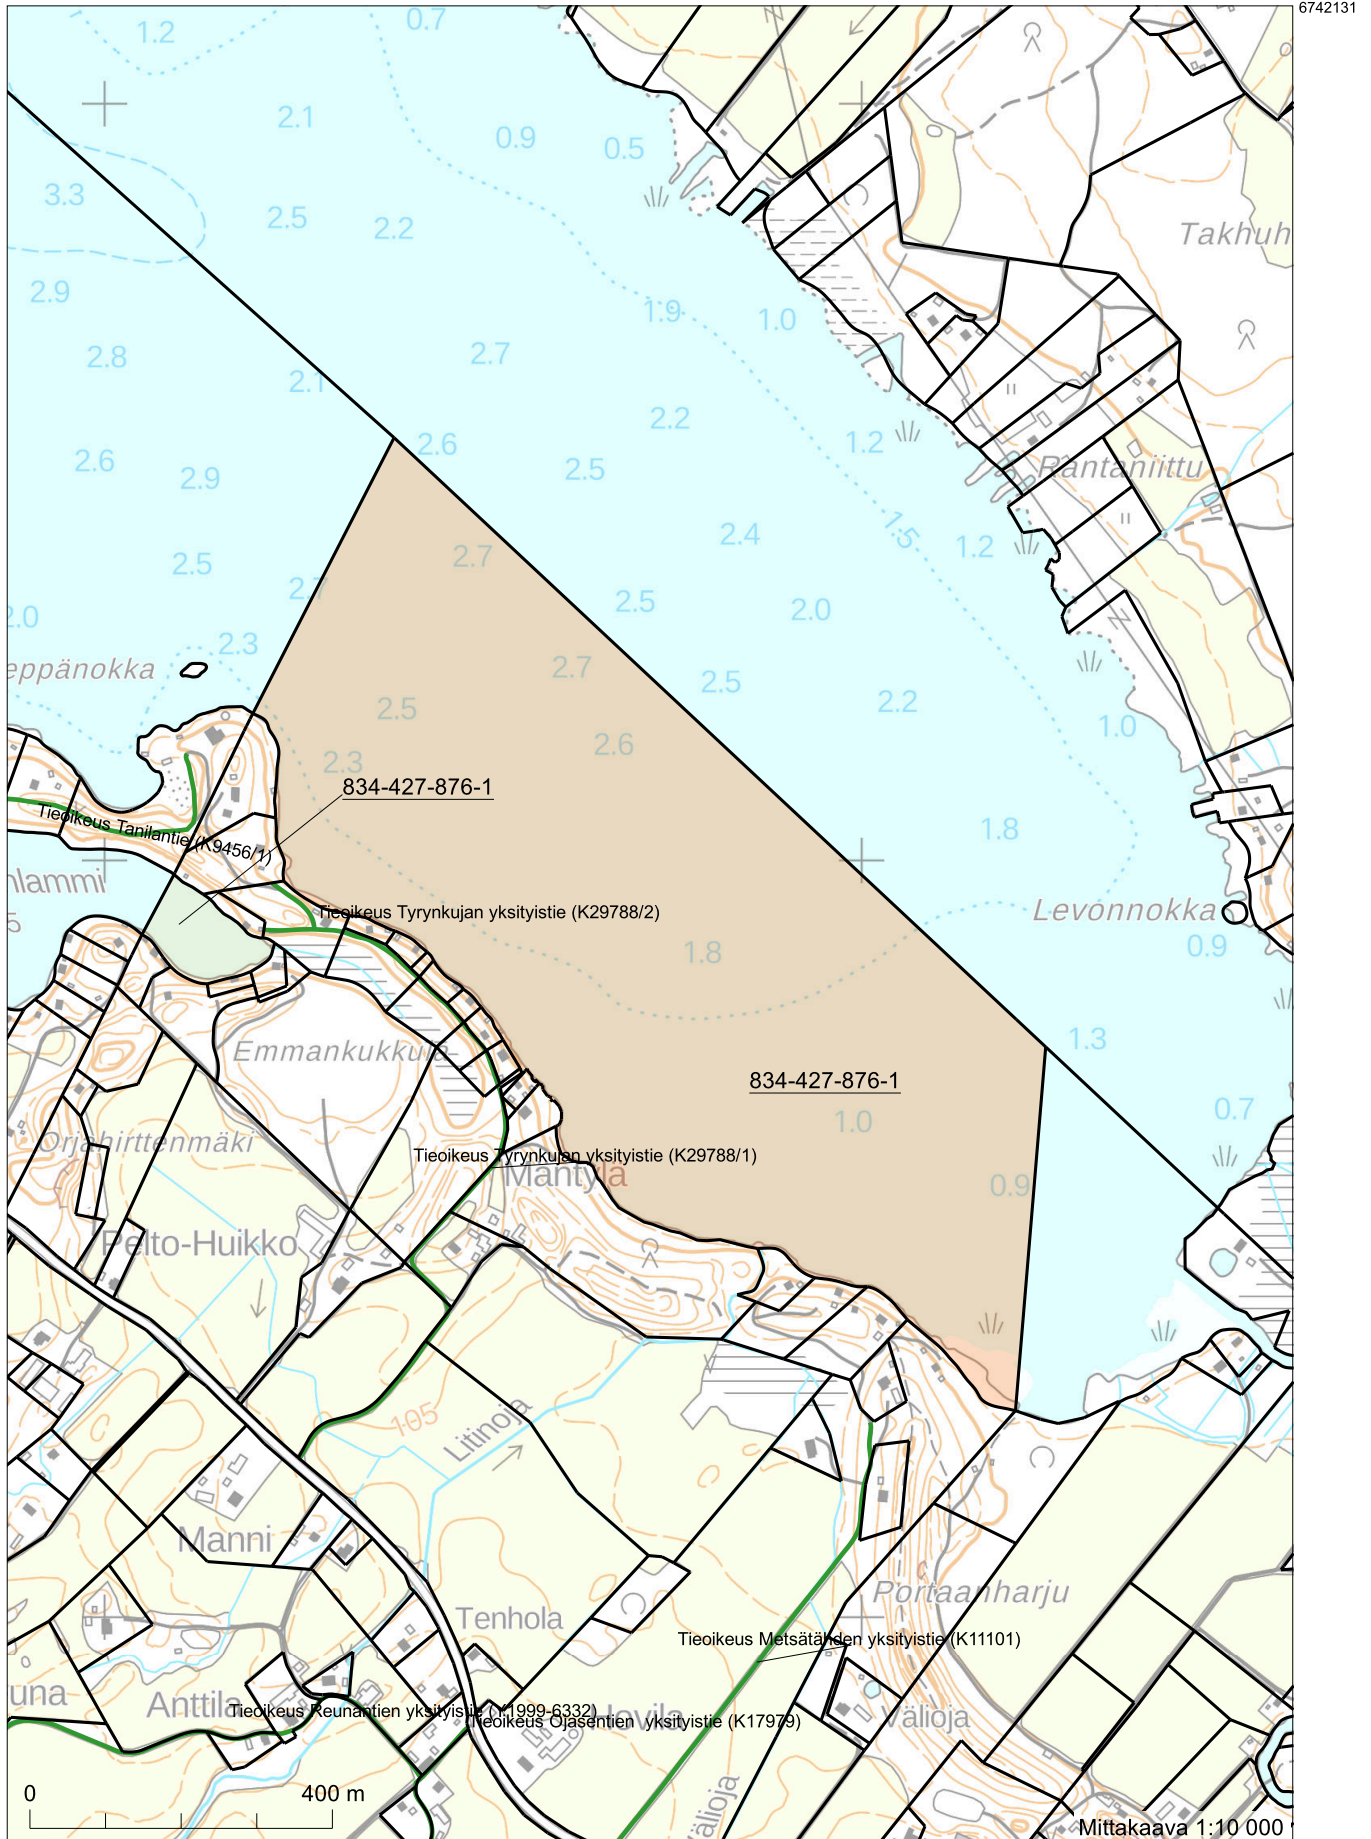 6742131
1.2
0.7
2.1
0.9
0.5
3.3
2.5
2.2
Takhuh
2.9
1.9
1.0
2.8
2.7
2.1
2.2
1.2
2.6
2.6
2.5
2.9
Rantaniittu
1.5
2.4
1.2
2.7
2.5
2.7
2.5
2.0
2.0
2.3
eppänokka
2.7
2.5
2.2
2.5
1.0
2.6
2.3
834-427-876-1
Tieoikeus Tanilantie (K9456/1)
1.8
nlammi
5
Tieoikeus Tyrynkujan yksityistie (K29788/2)
Levonnokka
0.9
1.8
1.3
Emmankukkula
834-427-876-1
1.0
0.7
Orjahirttenmäki
Tieoikeus Tyrynkujan yksityistie (K29788/1)
Mäntylä
0.9
Pelto-Huikko
105
Litinoja
Manni
Tenhola
Portaanharju
Tieoikeus Metsätähden yksityistie (K11101)
una
Anttila
Tieoikeus Reunantien yksityistie (Y1999-6332)
Tieoikeus Ojasentien yksityistie (K17979)
Välioja
älioja
0
400 m
Mittakaava 1:10 000